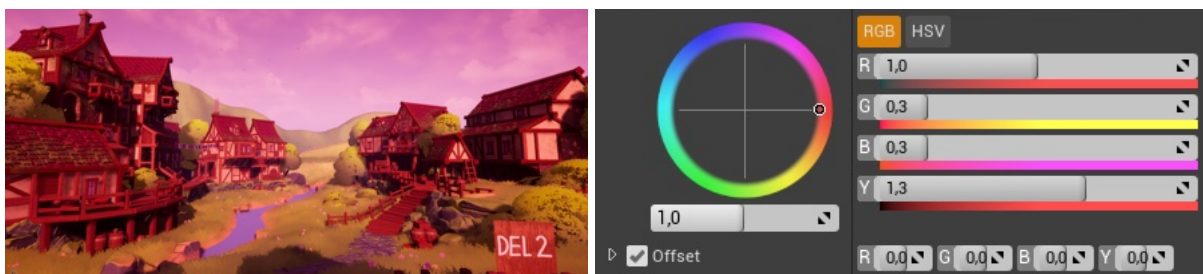 DEL 2
RGB HSV
R 1,0
G 0,3
B 0,3
Y 1,3
1,0
Offset
R 0,0 G 0,0 B 0,0 Y 0,0